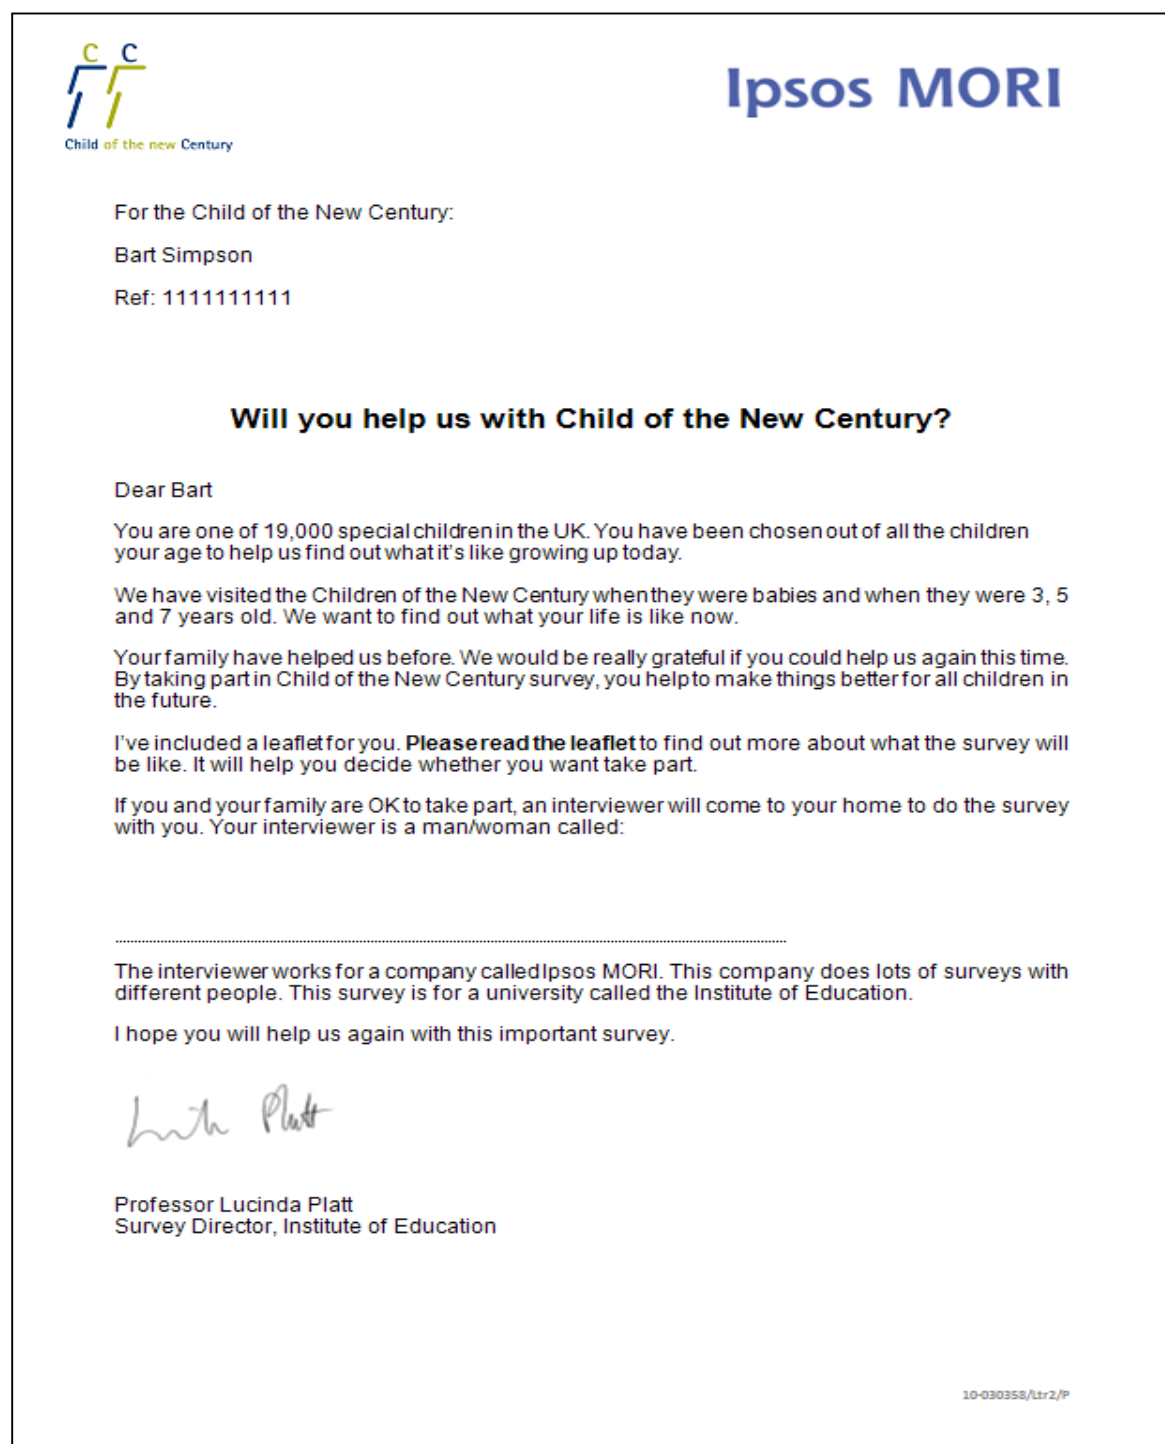 C C
Child of the new Century
Ipsos MORI
For the Child of the New Century:
Bart Simpson
Ref: 1111111111
Will you help us with Child of the New Century?
Dear Bart
You are one of 19,000 special children in the UK. You have been chosen out of all the children
your age to help us find out what it's like growing up today.
We have visited the Children of the New Century when they were babies and when they were 3, 5
and 7 years old. We want to find out what your life is like now.
Your family have helped us before. We would be really grateful if you could help us again this time.
By taking part in Child of the New Century survey, you help to make things better for all children in
the future.
I've included a leaflet for you. Please read the leaflet to find out more about what the survey will
be like. It will help you decide whether you want take part.
If you and your family are OK to take part, an interviewer will come to your home to do the survey
with you. Your interviewer is a man/woman called:
The interviewer works for a company called Ipsos MORI. This company does lots of surveys with
different people. This survey is for a university called the Institute of Education.
I hope you will help us again with this important survey.
Professor Lucinda Platt
Survey Director, Institute of Education
10-030358/Ltr2/P